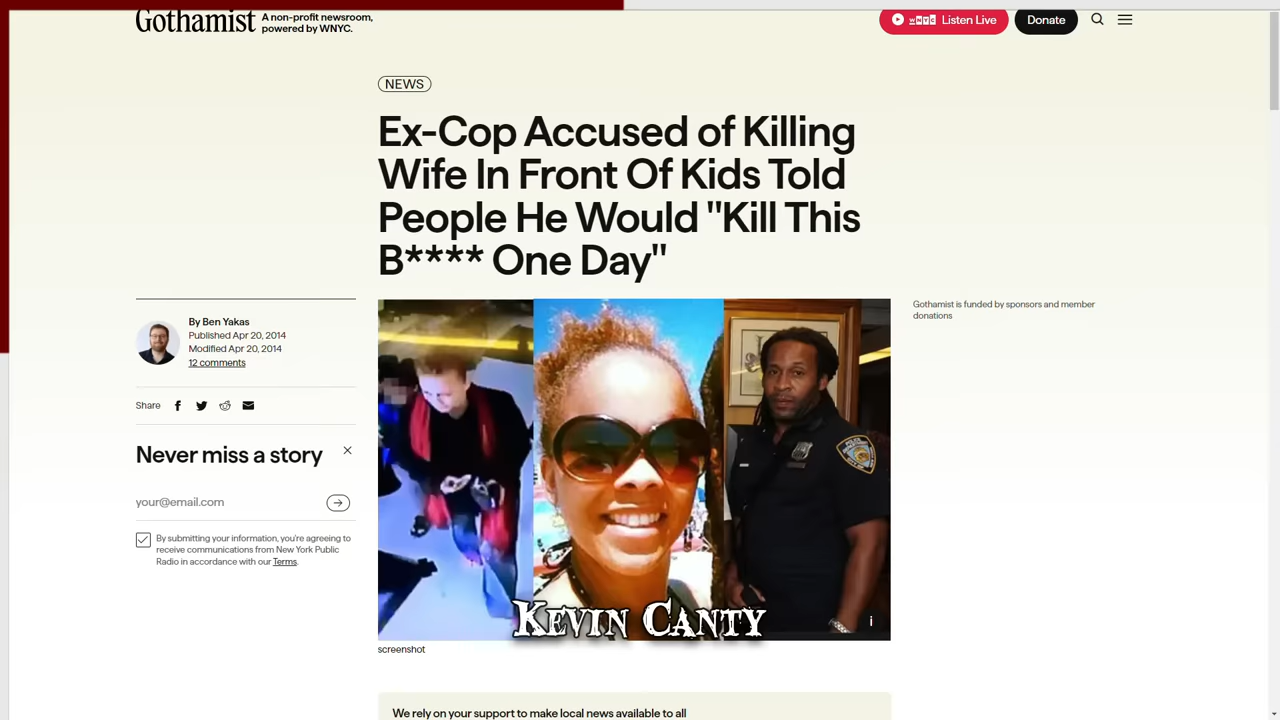 Gothamist
A non-profit newsroom,
powered by WNYC.
WNYC Listen Live
Donate
NEWS
Ex-Cop Accused of Killing
Wife In Front Of Kids Told
People He Would "Kill This
B**** One Day"
By Ben Yakas
Published Apr 20, 2014
Modified Apr 20, 2014
12 comments
Share
Never miss a story
your@email.com
By submitting your information, you're agreeing to
receive communications from New York Public
Radio in accordance with our Terms.
Gothamist is funded by sponsors and member
donations
KEVIN CANTY
i
screenshot
We rely on your support to make local news available to all